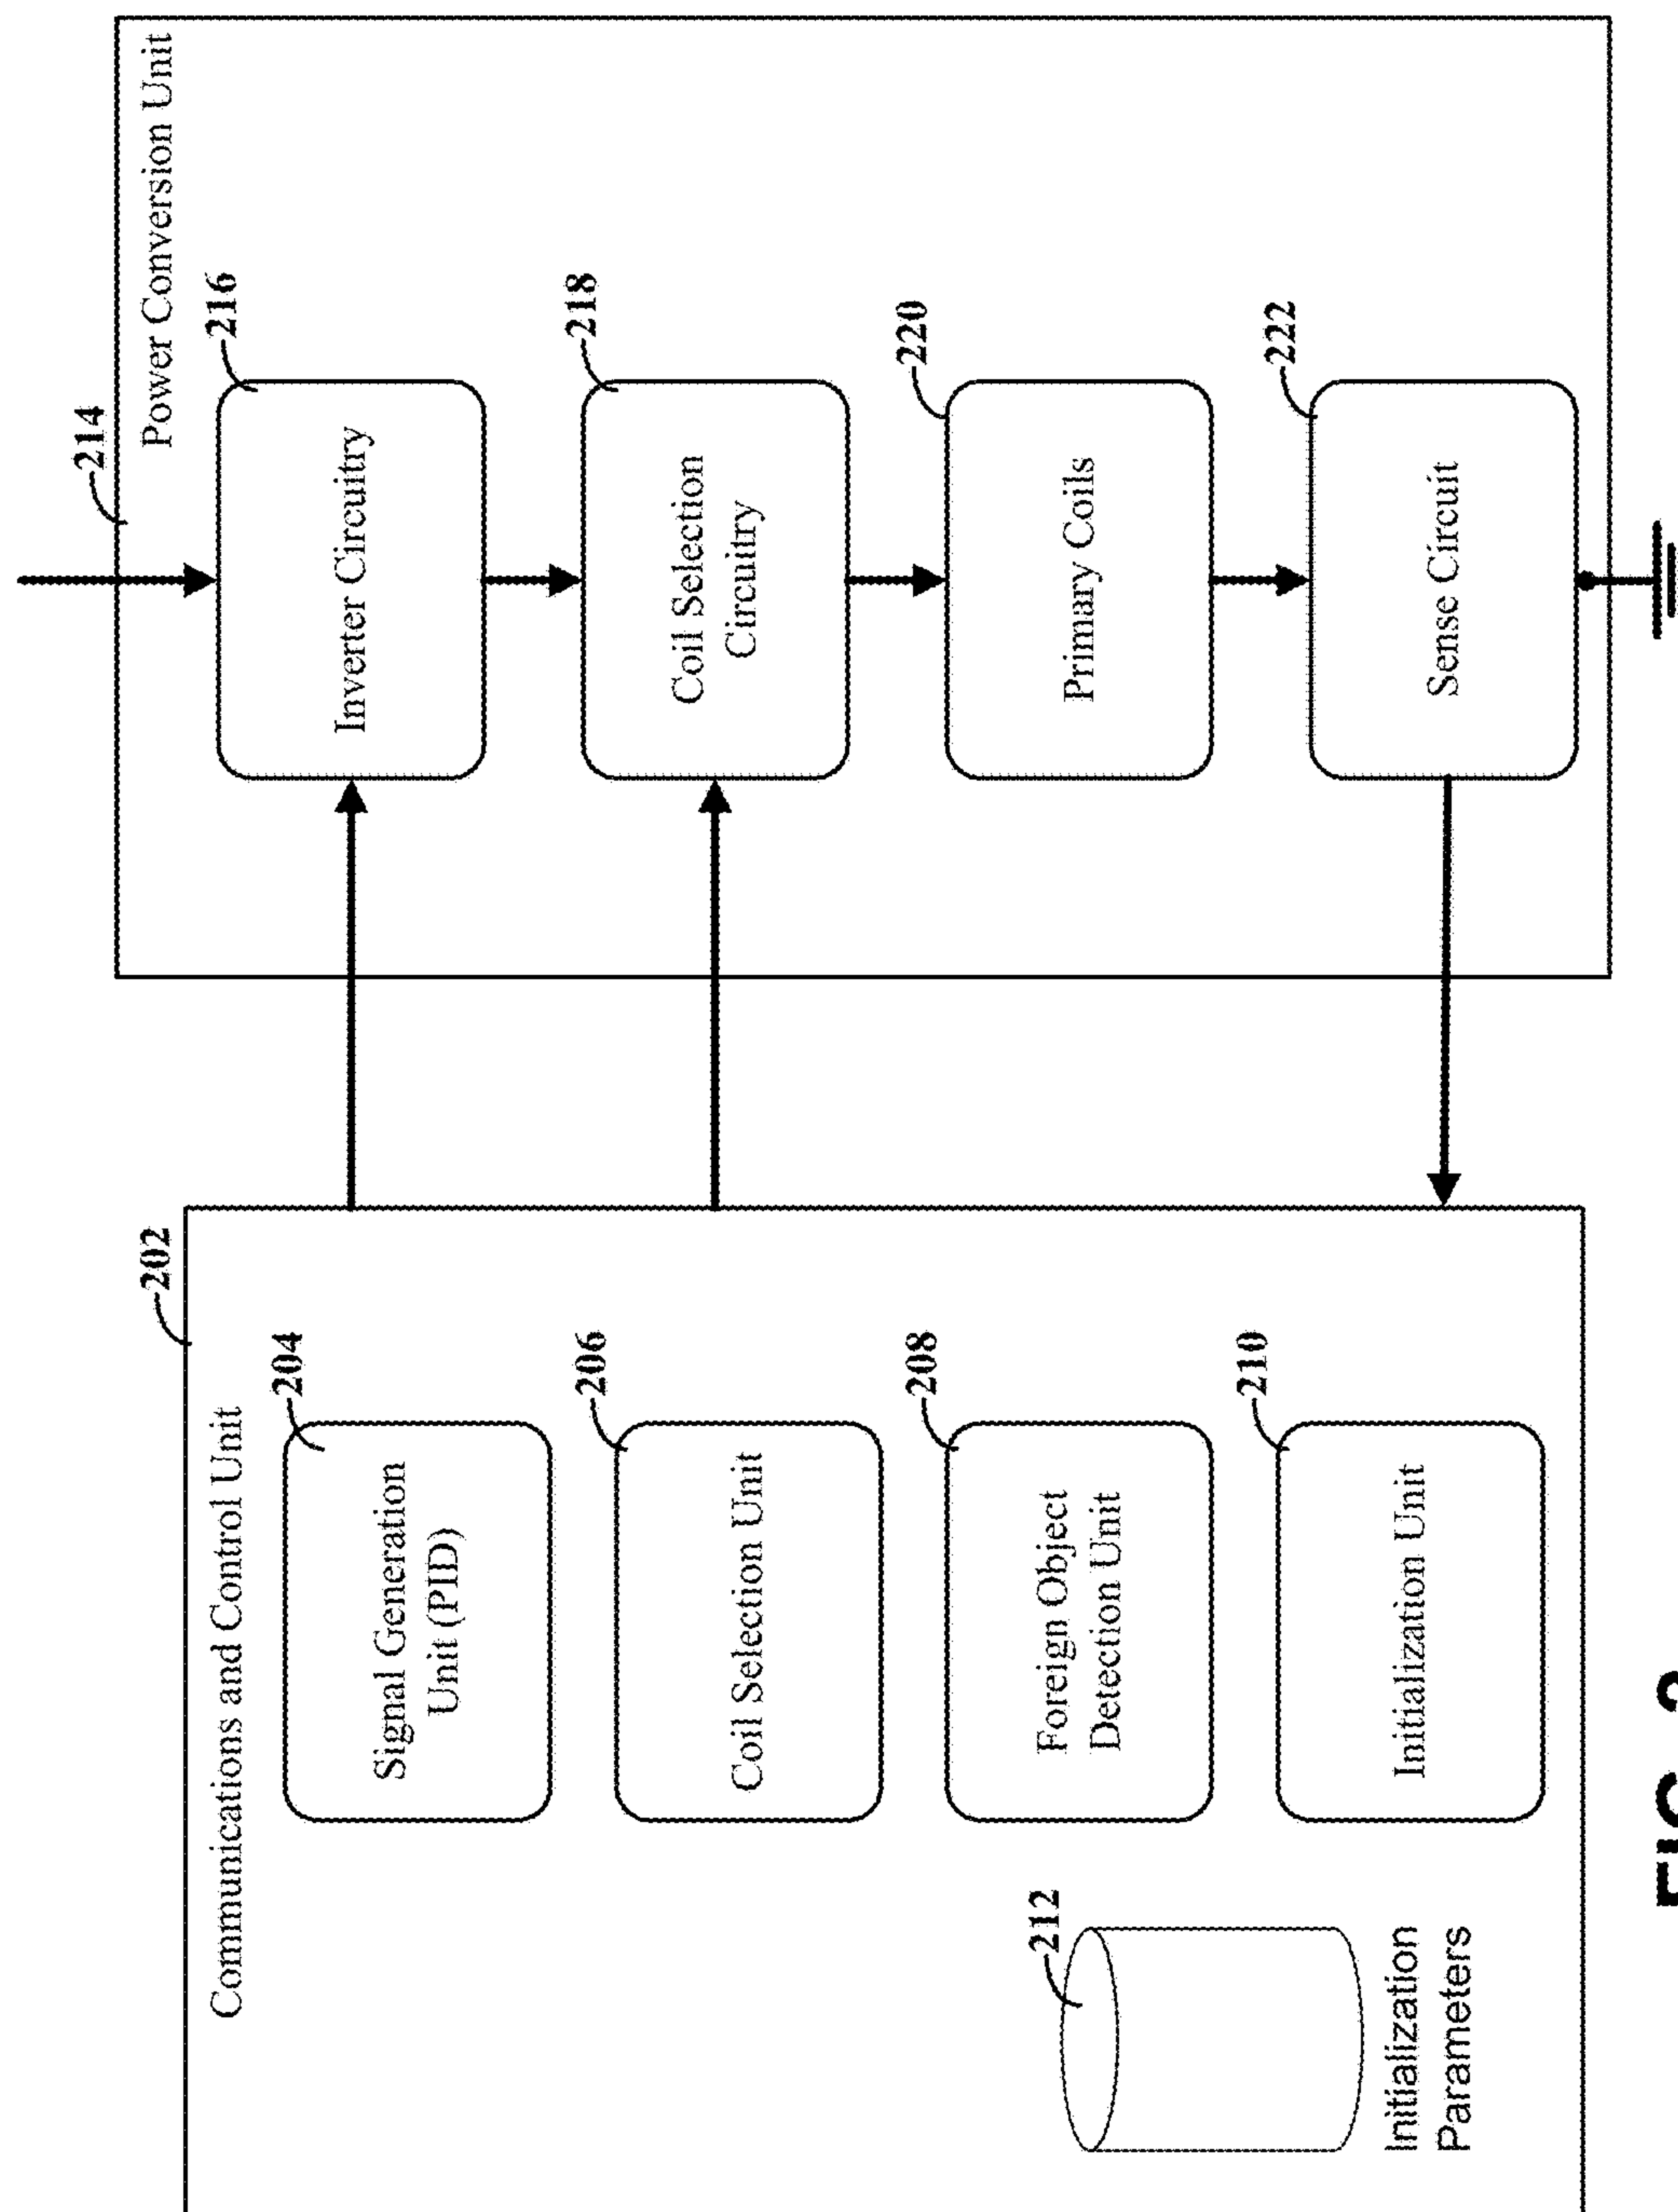 202
Communications and Control Unit
204
Signal Generation
Unit (PID)
206
Coil Selection Unit
208
Foreign Object
Detection Unit
210
Initialization Unit
212
Initialization
Parameters
214
Power Conversion Unit
216
Inverter Circuitry
218
Coil Selection
Circuitry
220
Primary Coils
222
Sense Circuit